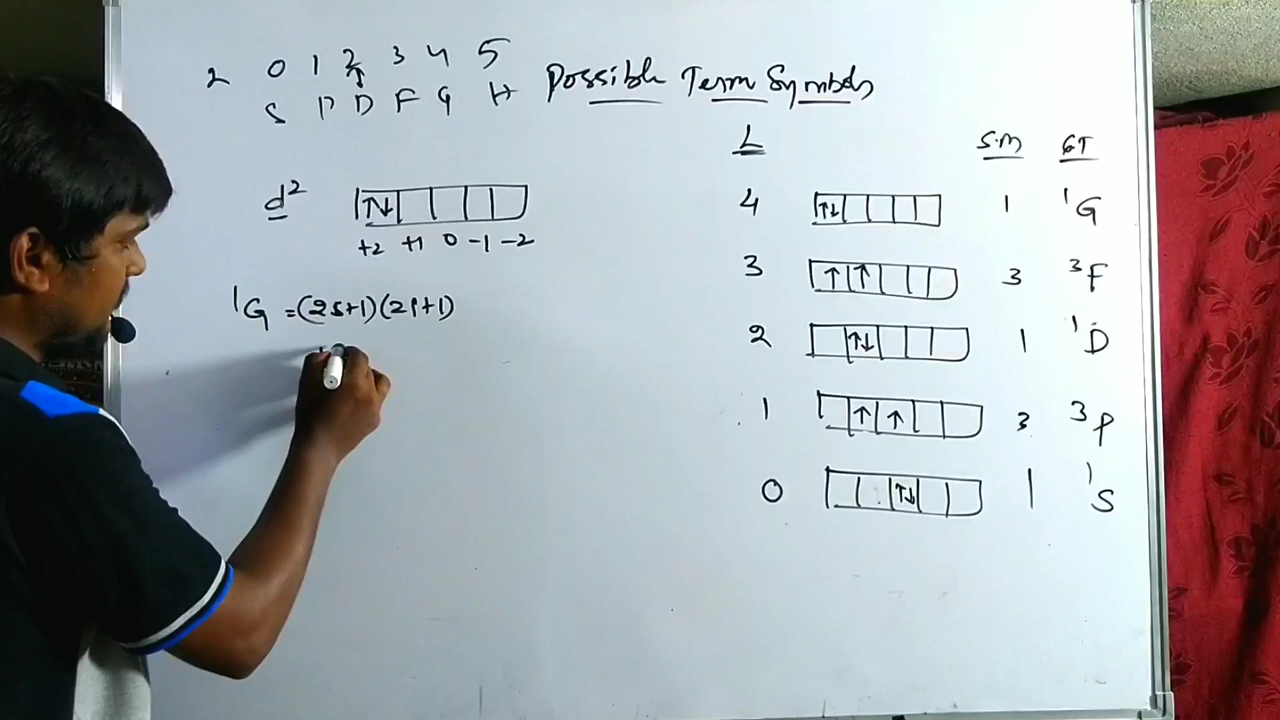 2 0 1 2 3 4 5
S P D F G H
Possible Term Symbols
L S.M GT
d² ↑↓
+2 +1 0 -1 -2
¹G = (2s+1)(2l+1)
4 ↑↓ 1 ¹G
3 ↑ ↑ 3 ³F
2 ↑↓ 1 ¹D
1 ↑ ↑ 3 ³P
0 ↑↓ 1 ¹S